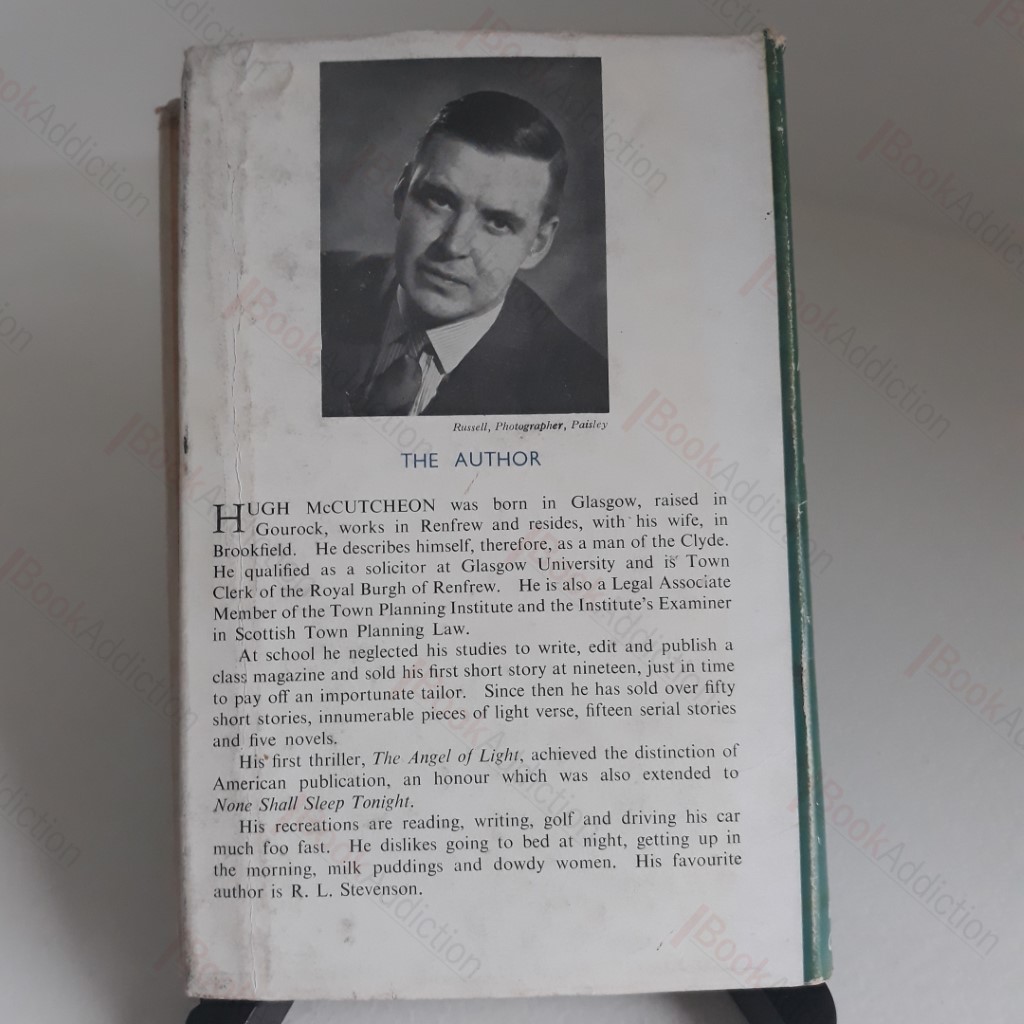 Russell, Photographer, Paisley
THE AUTHOR
HUGH McCUTCHEON was born in Glasgow, raised in
Gourock, works in Renfrew and resides, with his wife, in
Brookfield. He describes himself, therefore, as a man of the Clyde.
He qualified as a solicitor at Glasgow University and is Town
Clerk of the Royal Burgh of Renfrew. He is also a Legal Associate
Member of the Town Planning Institute and the Institute's Examiner
in Scottish Town Planning Law.
At school he neglected his studies to write, edit and publish a
class magazine and sold his first short story at nineteen, just in time
to pay off an importunate tailor. Since then he has sold over fifty
short stories, innumerable pieces of light verse, fifteen serial stories
and five novels.
His first thriller, The Angel of Light, achieved the distinction of
American publication, an honour which was also extended to
None Shall Sleep Tonight.
His recreations are reading, writing, golf and driving his car
much foo fast. He dislikes going to bed at night, getting up in
the morning, milk puddings and dowdy women. His favourite
author is R. L. Stevenson.
BookAddiction